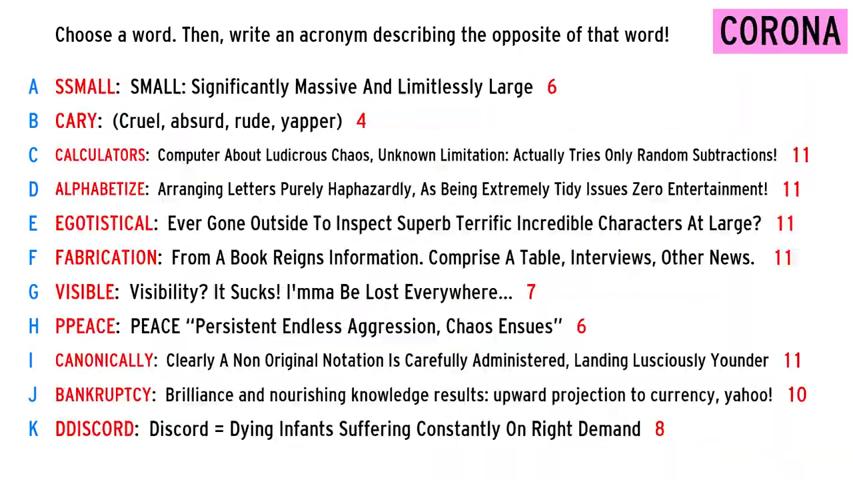 Choose a word. Then, write an acronym describing the opposite of that word!
CORONA
A SSMALL: SMALL: Significantly Massive And Limitlessly Large 6
B CARY: (Cruel, absurd, rude, yapper) 4
C CALCULATORS: Computer About Ludicrous Chaos, Unknown Limitation: Actually Tries Only Random Subtractions! 11
D ALPHABETIZE: Arranging Letters Purely Haphazardly, As Being Extremely Tidy Issues Zero Entertainment! 11
E EGOTISTICAL: Ever Gone Outside To Inspect Superb Terrific Incredible Characters At Large? 11
F FABRICATION: From A Book Reigns Information. Comprise A Table, Interviews, Other News. 11
G VISIBLE: Visibility? It Sucks! I'mma Be Lost Everywhere... 7
H PPEACE: PEACE “Persistent Endless Aggression, Chaos Ensues” 6
I CANONICALLY: Clearly A Non Original Notation Is Carefully Administered, Landing Lusciously Younder 11
J BANKRUPTCY: Brilliance and nourishing knowledge results: upward projection to currency, yahoo! 10
K DDISCORD: Discord = Dying Infants Suffering Constantly On Right Demand 8